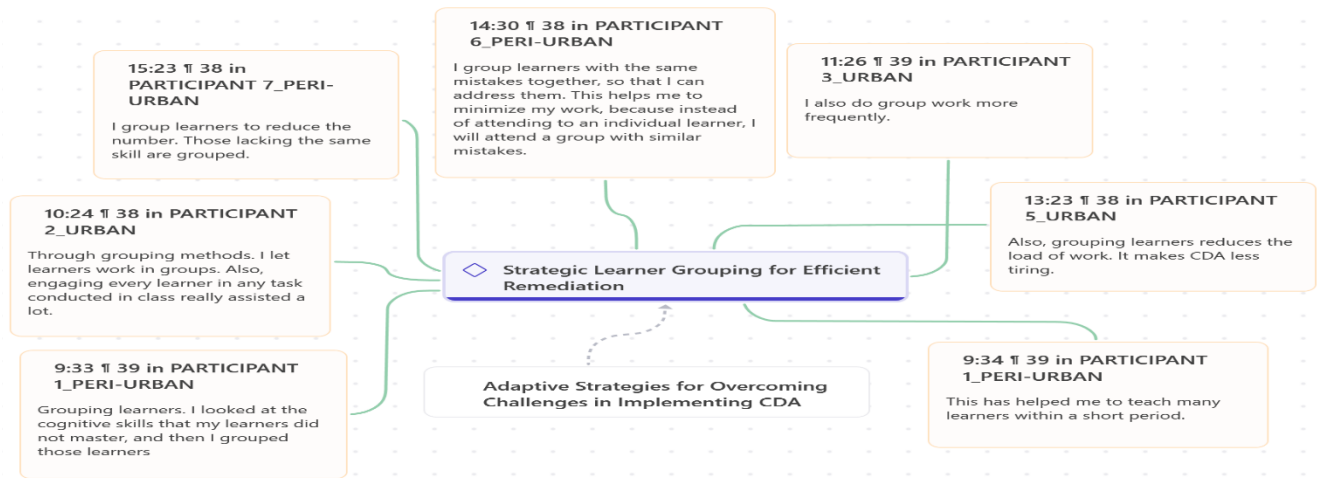 14:30 ¶ 38 in PARTICIPANT
6_PERI-URBAN
I group learners with the same
mistakes together, so that I can
address them. This helps me to
minimize my work, because instead
of attending to an individual learner, I
will attend a group with similar
mistakes.
15:23 ¶ 38 in
PARTICIPANT 7_PERI-
URBAN
I group learners to reduce the
number. Those lacking the same
skill are grouped.
11:26 ¶ 39 in PARTICIPANT
3_URBAN
I also do group work more
frequently.
10:24 ¶ 38 in PARTICIPANT
2_URBAN
Through grouping methods. I let
learners work in groups. Also,
engaging every learner in any task
conducted in class really assisted a
lot.
13:23 ¶ 38 in PARTICIPANT
5_URBAN
Also, grouping learners reduces the
load of work. It makes CDA less
tiring.
Strategic Learner Grouping for Efficient
Remediation
9:33 ¶ 39 in PARTICIPANT
1_PERI-URBAN
Grouping learners. I looked at the
cognitive skills that my learners did
not master, and then I grouped
those learners
Adaptive Strategies for Overcoming
Challenges in Implementing CDA
9:34 ¶ 39 in PARTICIPANT
1_PERI-URBAN
This has helped me to teach many
learners within a short period.